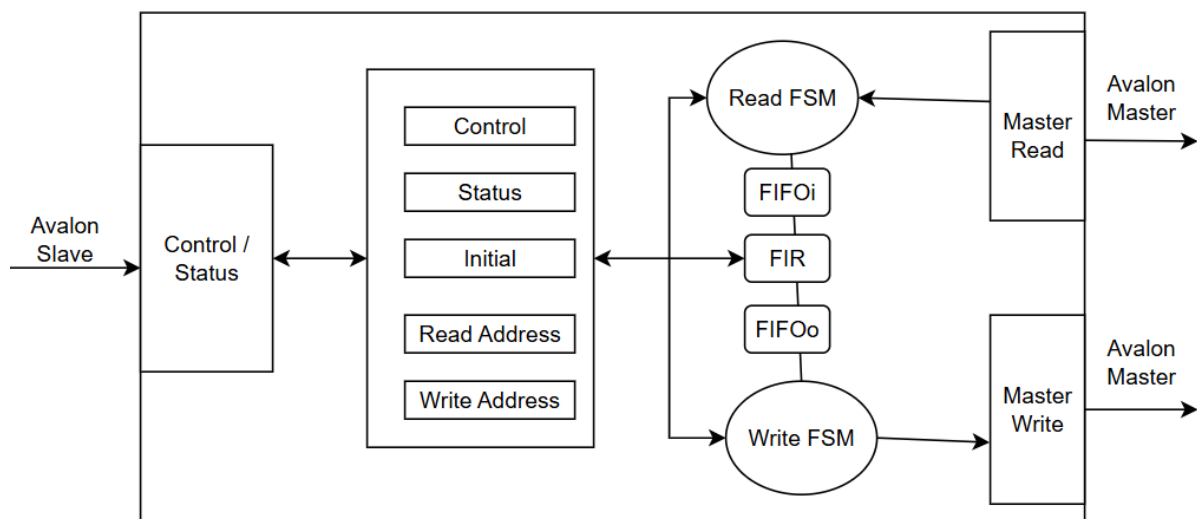 Avalon
Slave
Control /
Status
Control
Status
Initial
Read Address
Write Address
Read FSM
FIFOi
FIR
FIFOo
Write FSM
Master
Read
Avalon
Master
Master
Write
Avalon
Master